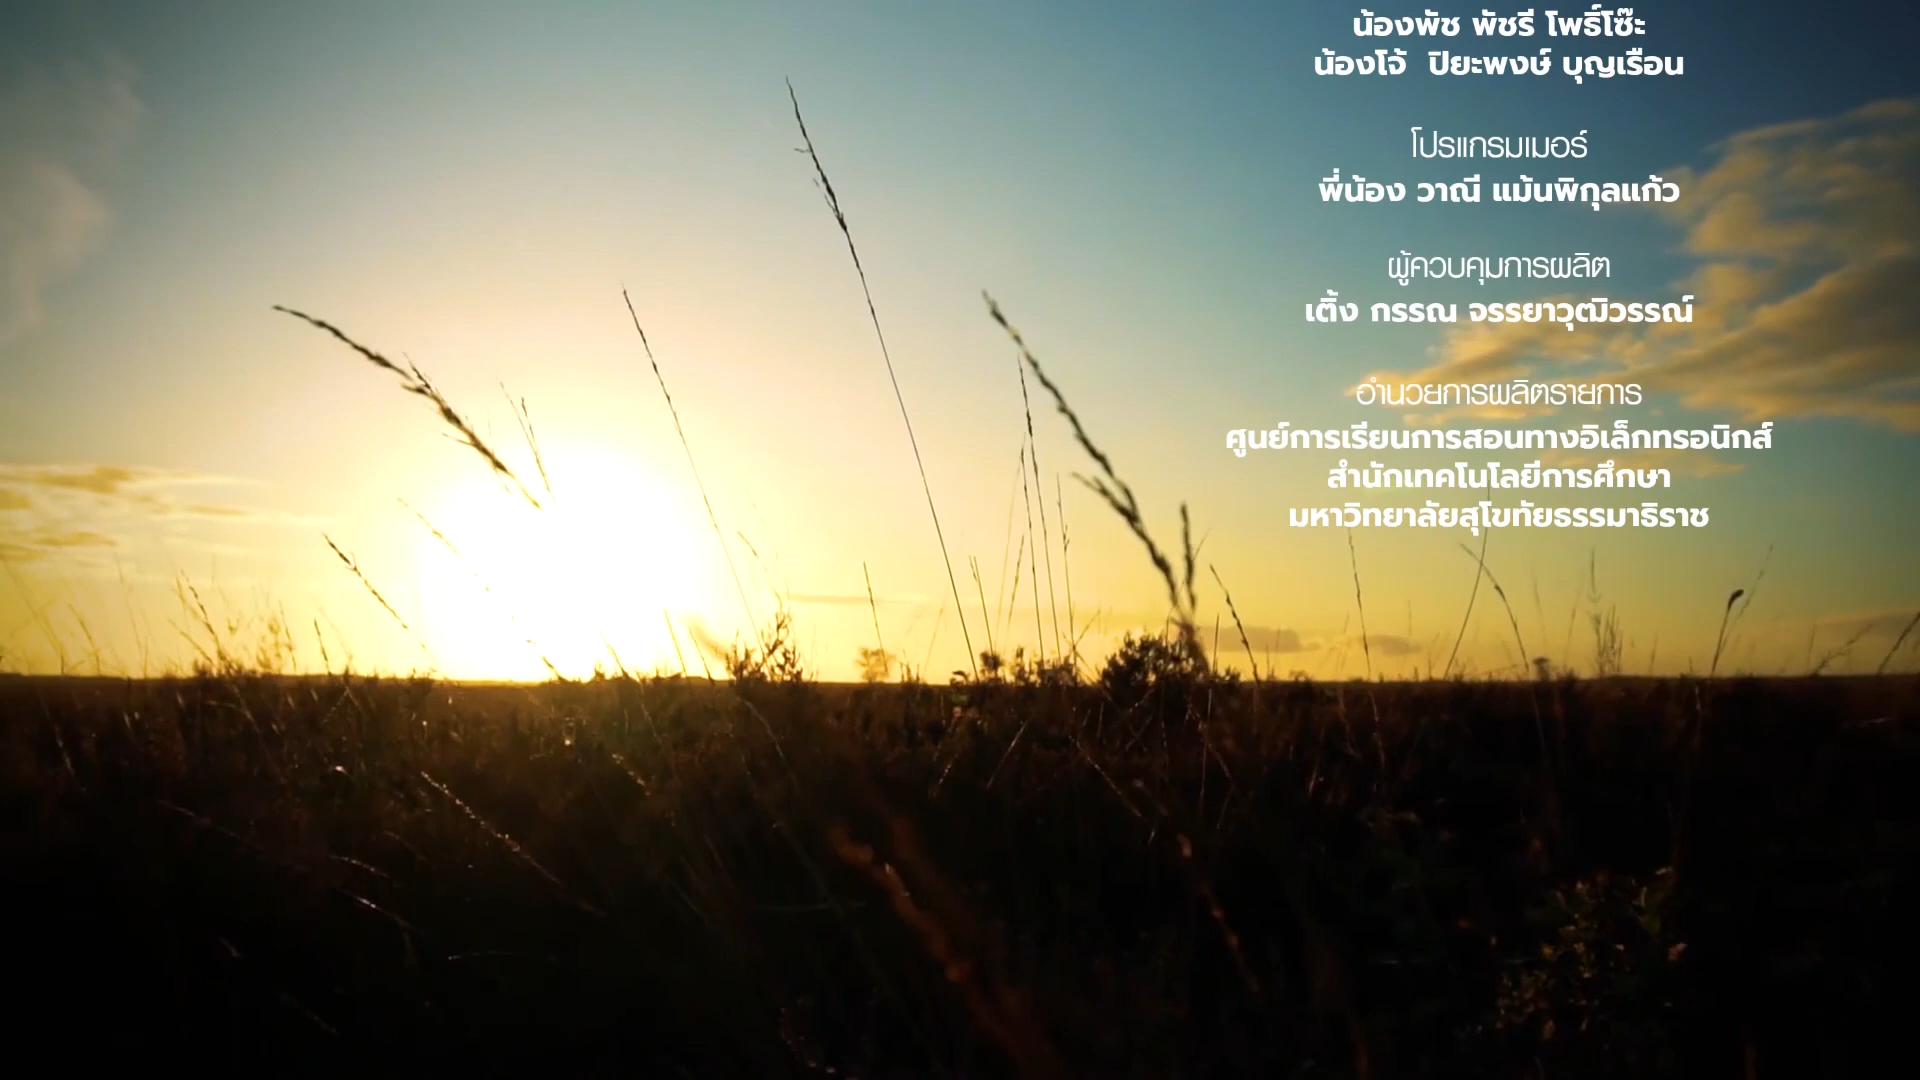 น้องพัช พัชรี โพธิ์โซ๊ะ
น้องโจ้ ปิยะพงษ์ บุญเรือน
โปรแกรมเมอร์
พี่น้อง วาณี แม้นพิกุลแก้ว
ผู้ควบคุมการผลิต
เติ้ง กรรณ จรรยาวุฒิวรรณ์
อำนวยการผลิตรายการ
ศูนย์การเรียนการสอนทางอิเล็กทรอนิกส์
สำนักเทคโนโลยีการศึกษา
มหาวิทยาลัยสุโขทัยธรรมาธิราช